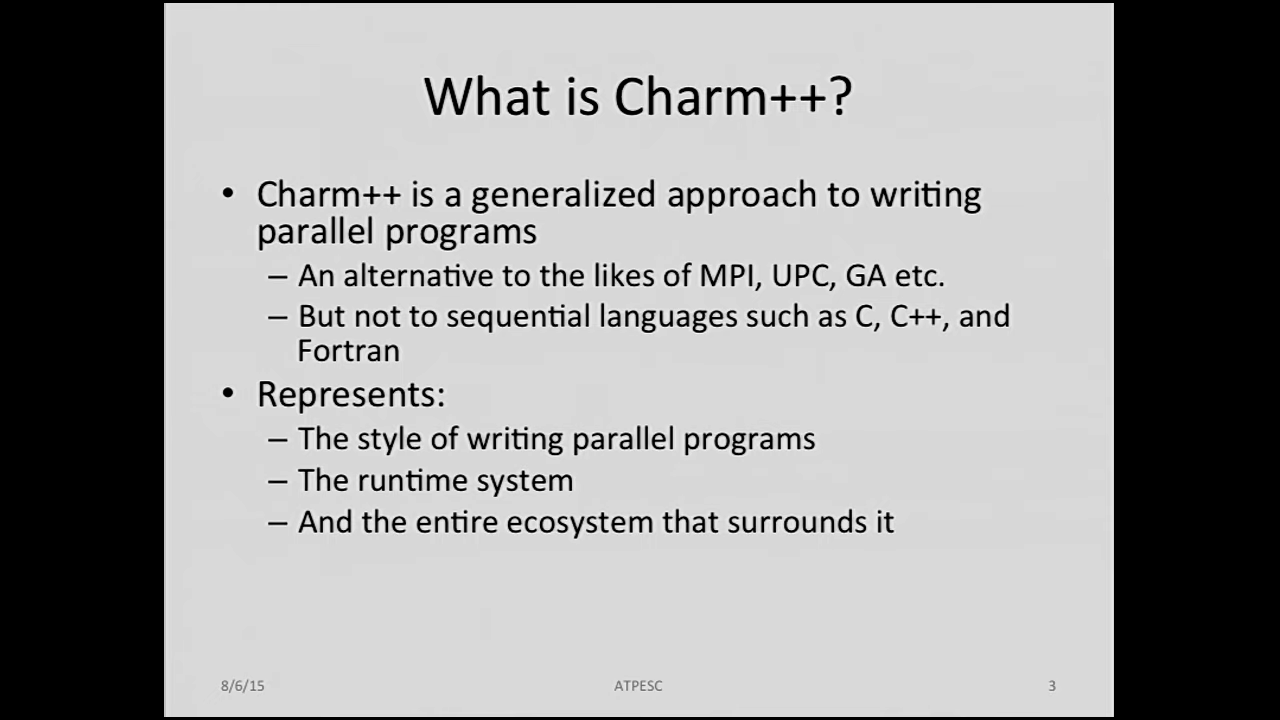 What is Charm++?
• Charm++ is a generalized approach to writing
parallel programs
– An alternative to the likes of MPI, UPC, GA etc.
– But not to sequential languages such as C, C++, and
Fortran
• Represents:
– The style of writing parallel programs
– The runtime system
– And the entire ecosystem that surrounds it
8/6/15 ATPESC 3